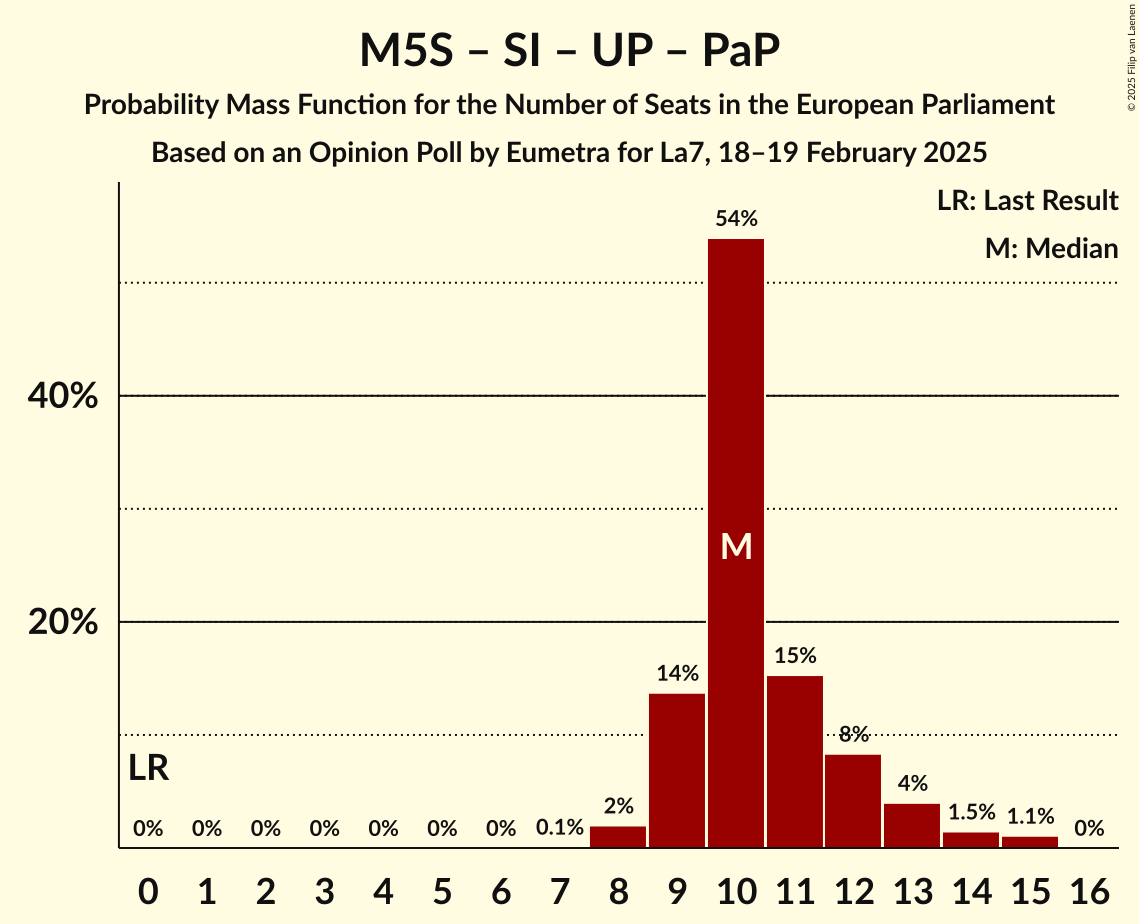 M5S – SI – UP – PaP
Probability Mass Function for the Number of Seats in the European Parliament
Based on an Opinion Poll by Eumetra for La7, 18–19 February 2025
© 2025 Filip van Laenen
LR: Last Result
M: Median
54%
40%
M
20%
15%
14%
8%
LR
4%
2%
1.5%
1.1%
0% 0% 0% 0% 0% 0% 0% 0.1% 0%
0 1 2 3 4 5 6 7 8 9 10 11 12 13 14 15 16